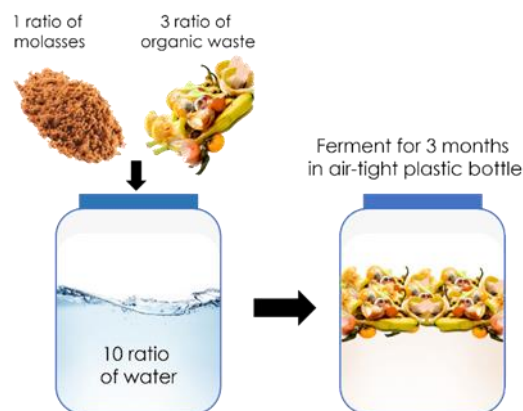 1 ratio of
molasses
3 ratio of
organic waste
10 ratio
of water
Ferment for 3 months
in air-tight plastic bottle